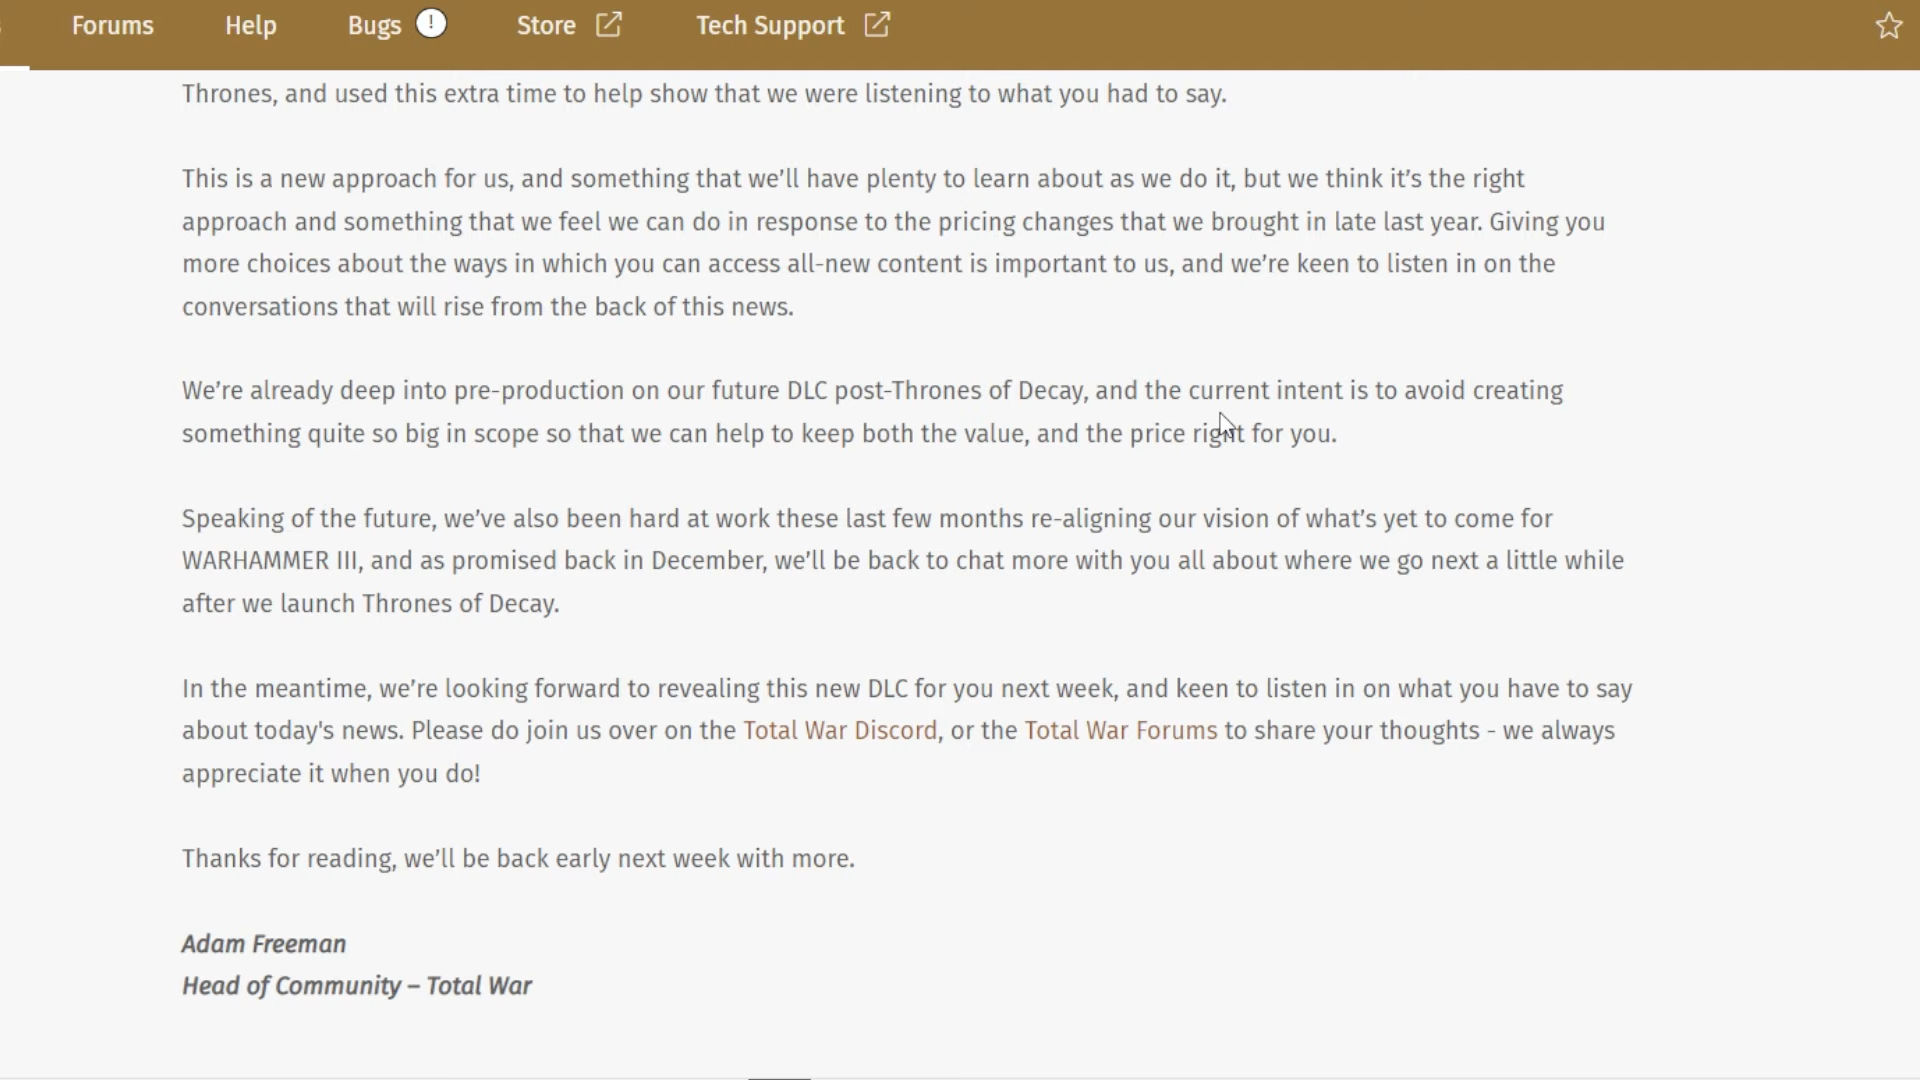 Forums Help Bugs ! Store Tech Support
Thrones, and used this extra time to help show that we were listening to what you had to say.
This is a new approach for us, and something that we’ll have plenty to learn about as we do it, but we think it’s the right
approach and something that we feel we can do in response to the pricing changes that we brought in late last year. Giving you
more choices about the ways in which you can access all-new content is important to us, and we’re keen to listen in on the
conversations that will rise from the back of this news.
We’re already deep into pre-production on our future DLC post-Thrones of Decay, and the current intent is to avoid creating
something quite so big in scope so that we can help to keep both the value, and the price right for you.
Speaking of the future, we’ve also been hard at work these last few months re-aligning our vision of what’s yet to come for
WARHAMMER III, and as promised back in December, we’ll be back to chat more with you all about where we go next a little while
after we launch Thrones of Decay.
In the meantime, we’re looking forward to revealing this new DLC for you next week, and keen to listen in on what you have to say
about today's news. Please do join us over on the Total War Discord, or the Total War Forums to share your thoughts - we always
appreciate it when you do!
Thanks for reading, we’ll be back early next week with more.
Adam Freeman
Head of Community – Total War